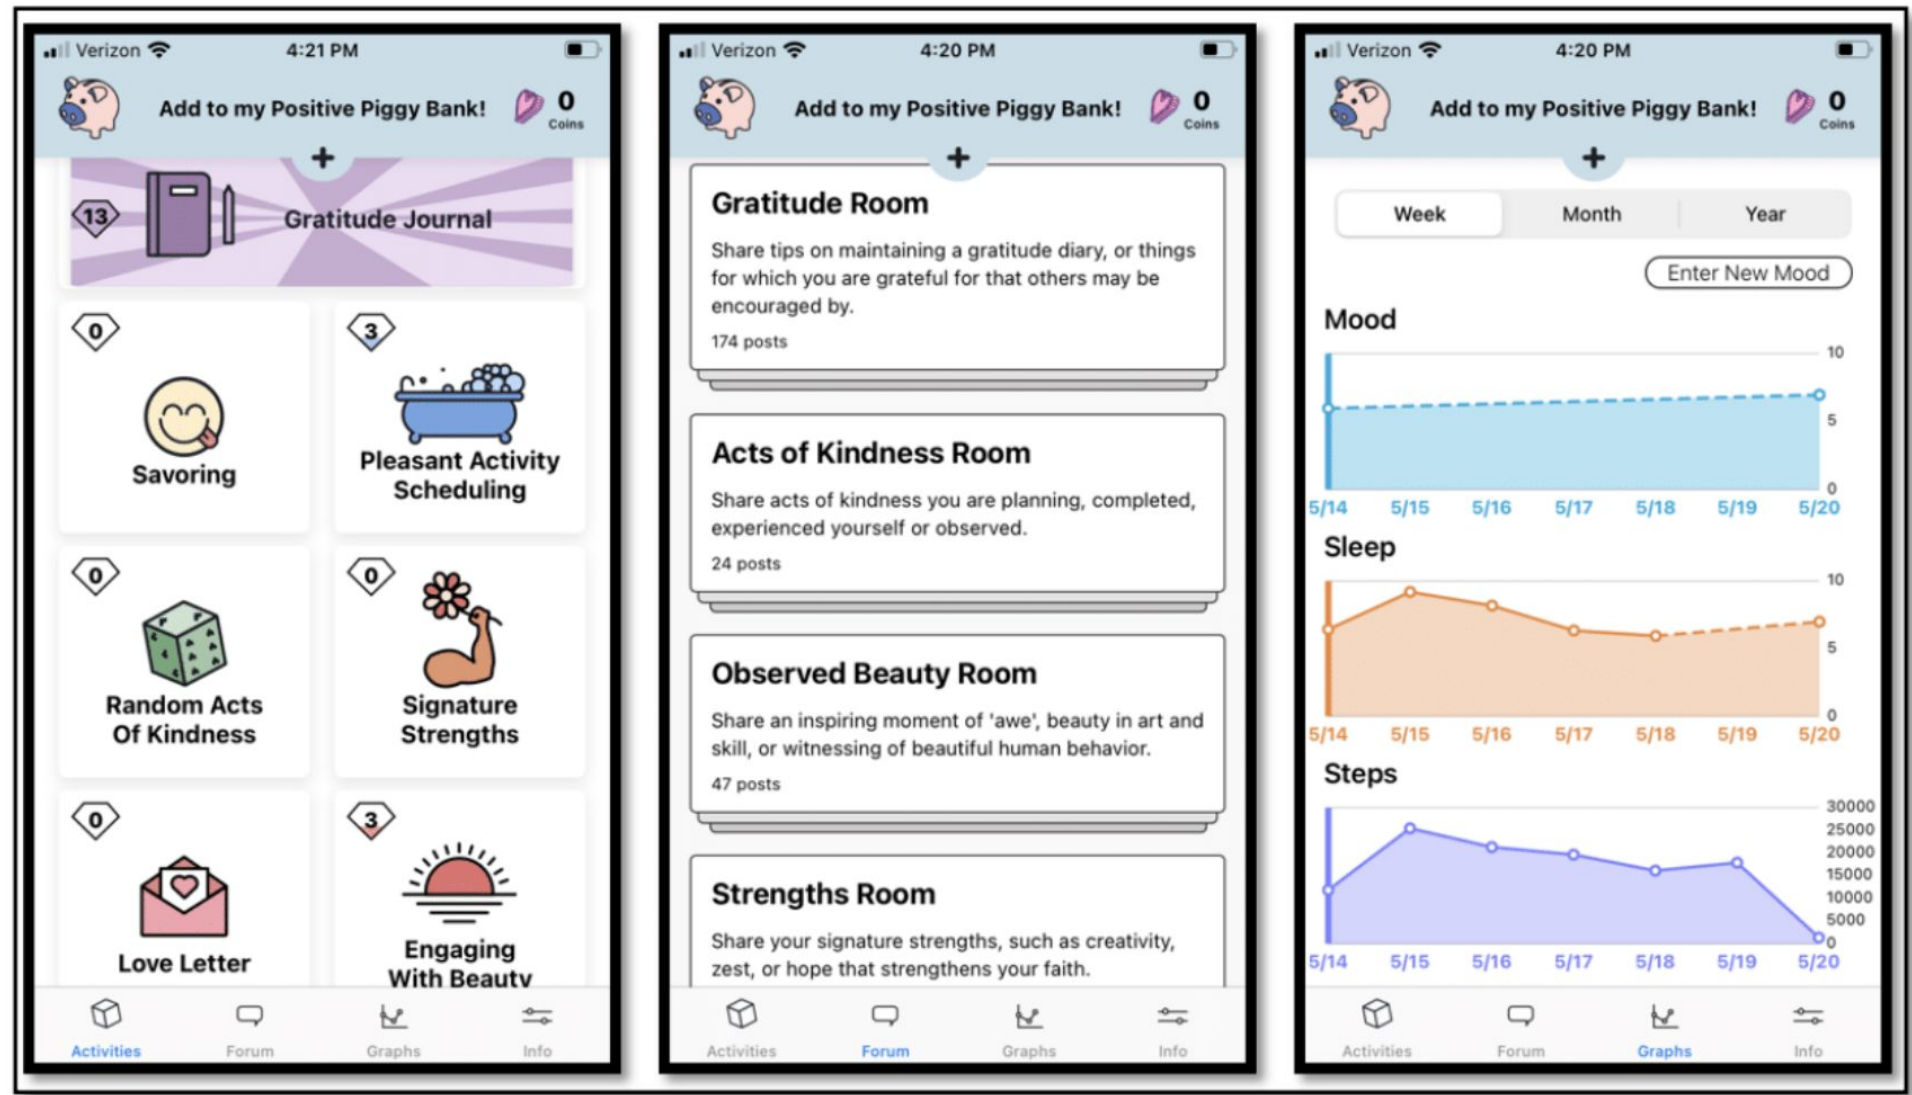 Verizon 4:21 PM
Add to my Positive Piggy Bank!
0
Coins
+
13
Gratitude Journal
0
Savoring
3
Pleasant Activity
Scheduling
0
Random Acts
Of Kindness
0
Signature
Strengths
0
Love Letter
3
Engaging
With Beauty
Activities Forum Graphs Info
Verizon 4:20 PM
Add to my Positive Piggy Bank!
0
Coins
+
Gratitude Room
Share tips on maintaining a gratitude diary, or things
for which you are grateful for that others may be
encouraged by.
174 posts
Acts of Kindness Room
Share acts of kindness you are planning, completed,
experienced yourself or observed.
24 posts
Observed Beauty Room
Share an inspiring moment of 'awe', beauty in art and
skill, or witnessing of beautiful human behavior.
47 posts
Strengths Room
Share your signature strengths, such as creativity,
zest, or hope that strengthens your faith.
Activities Forum Graphs Info
Verizon 4:20 PM
Add to my Positive Piggy Bank!
0
Coins
+
Week Month Year
Enter New Mood
Mood
10
5
0
5/14 5/15 5/16 5/17 5/18 5/19 5/20
Sleep
10
5
0
5/14 5/15 5/16 5/17 5/18 5/19 5/20
Steps
30000
25000
20000
15000
10000
5000
0
5/14 5/15 5/16 5/17 5/18 5/19 5/20
Activities Forum Graphs Info